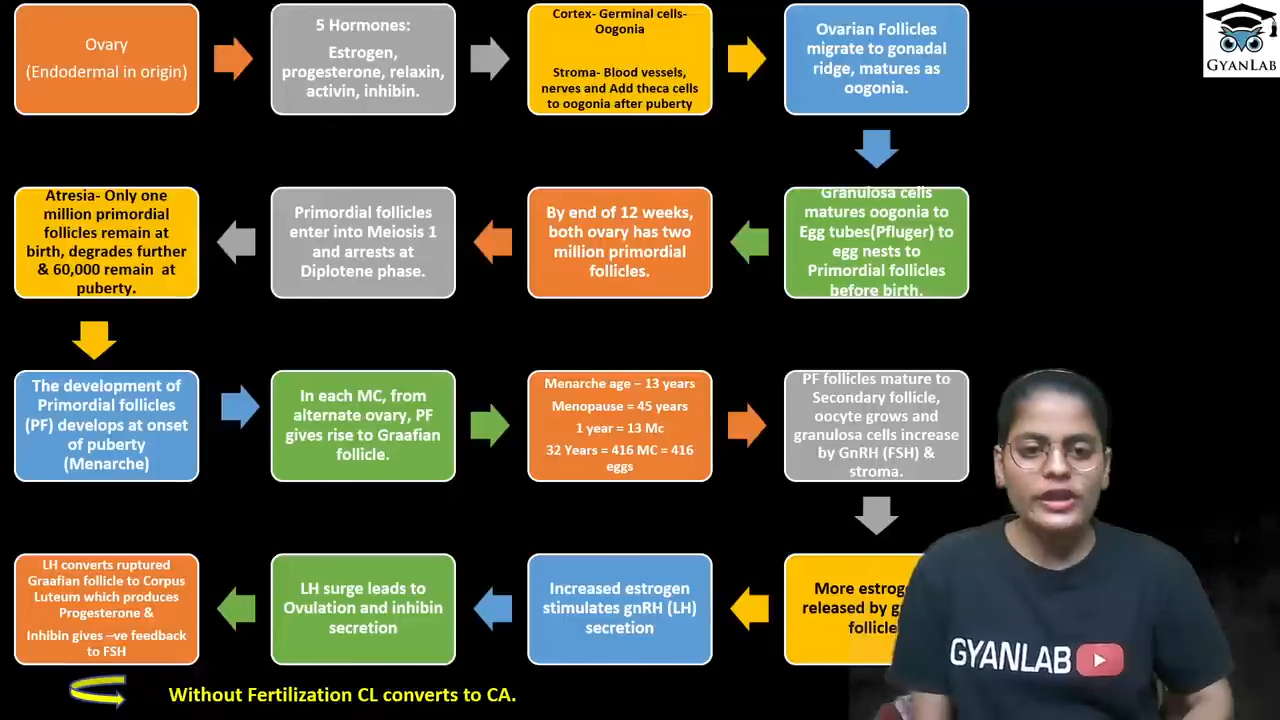 Ovary
(Endodermal in origin)
5 Hormones:
Estrogen,
progesterone, relaxin,
activin, inhibin.
Cortex- Germinal cells-
Oogonia
Stroma- Blood vessels,
nerves and Add theca cells
to oogonia after puberty
Ovarian Follicles
migrate to gonadal
ridge, matures as
oogonia.
GYANLAB
Atresia- Only one
million primordial
follicles remain at
birth, degrades further
& 60,000 remain at
puberty.
Primordial follicles
enter into Meiosis 1
and arrests at
Diplotene phase.
By end of 12 weeks,
both ovary has two
million primordial
follicles.
Granulosa cells
matures oogonia to
Egg tubes(Pfluger) to
egg nests to
Primordial follicles
before birth.
The development of
Primordial follicles
(PF) develops at onset
of puberty
(Menarche)
In each MC, from
alternate ovary, PF
gives rise to Graafian
follicle.
Menarche age – 13 years
Menopause = 45 years
1 year = 13 Mc
32 Years = 416 MC = 416
eggs
PF follicles mature to
Secondary follicle,
oocyte grows and
granulosa cells increase
by GnRH (FSH) &
stroma.
LH converts ruptured
Graafian follicle to Corpus
Luteum which produces
Progesterone &
Inhibin gives –ve feedback
to FSH
LH surge leads to
Ovulation and inhibin
secretion
Increased estrogen
stimulates gnRH (LH)
secretion
More
released by
GYANLAB
Without Fertilization CL converts to CA.